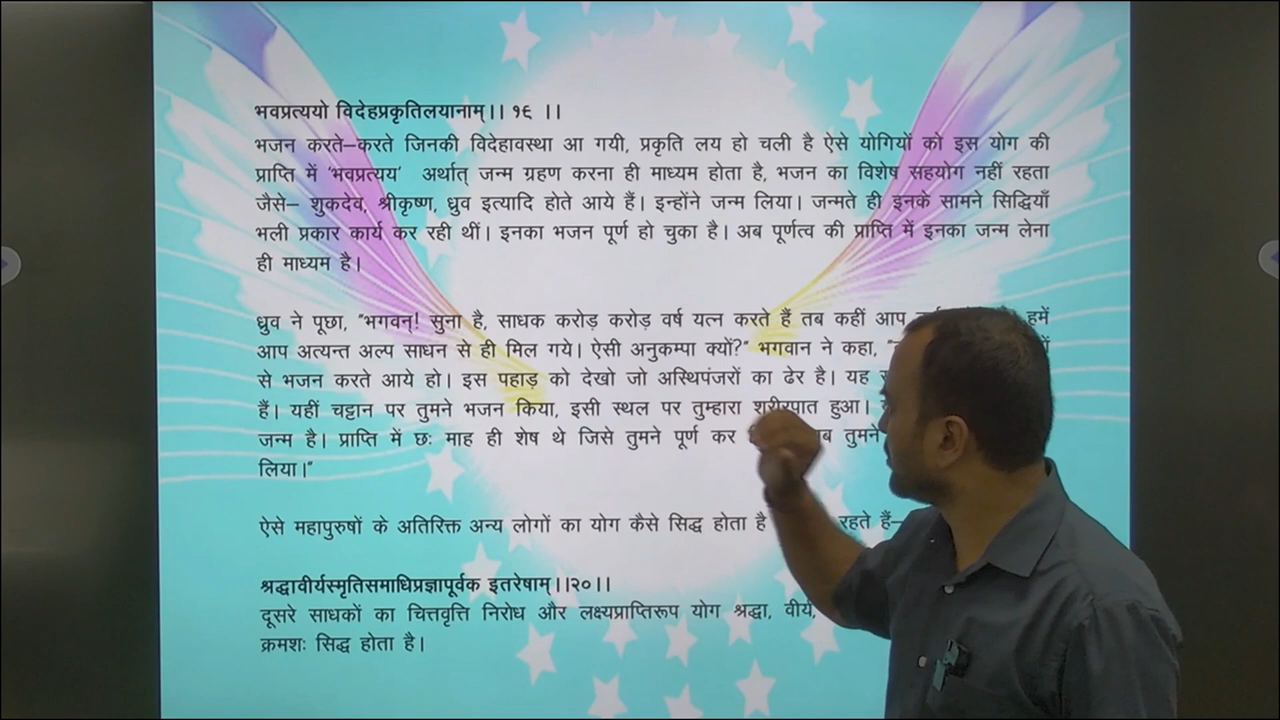 भवप्रत्ययो विदेहप्रकृतिलयानाम्।। १९ ।।
भजन करते–करते जिनकी विदेहावस्था आ गयी, प्रकृति लय हो चली है ऐसे योगियों को इस योग की
प्राप्ति में 'भवप्रत्यय' अर्थात् जन्म ग्रहण करना ही माध्यम होता है, भजन का विशेष सहयोग नहीं रहता
जैसे– शुकदेव, श्रीकृष्ण, ध्रुव इत्यादि होते आये हैं। इन्होंने जन्म लिया। जन्मते ही इनके सामने सिद्धियाँ
भली प्रकार कार्य कर रही थीं। इनका भजन पूर्ण हो चुका है। अब पूर्णत्व की प्राप्ति में इनका जन्म लेना
ही माध्यम है।
ध्रुव ने पूछा, "भगवन्! सुना है, साधक करोड़ करोड़ वर्ष यत्न करते हैं तब कहीं आप हमें
आप अत्यन्त अल्प साधन से ही मिल गये। ऐसी अनुकम्पा क्यों?" भगवान ने कहा,
से भजन करते आये हो। इस पहाड़ को देखो जो अस्थिपंजरों का ढेर है। यह
हैं। यहीं चट्टान पर तुमने भजन किया, इसी स्थल पर तुम्हारा शरीरपात हुआ।
जन्म है। प्राप्ति में छः माह ही शेष थे जिसे तुमने पूर्ण कर तुमने
लिया।"
ऐसे महापुरुषों के अतिरिक्त अन्य लोगों का योग कैसे सिद्ध होता है रहते हैं–
श्रद्धावीर्यस्मृतिसमाधिप्रज्ञापूर्वक इतरेषाम्।।२०।।
दूसरे साधकों का चित्तवृत्ति निरोध और लक्ष्यप्राप्तिरूप योग श्रद्धा, वीर्य,
क्रमशः सिद्ध होता है।